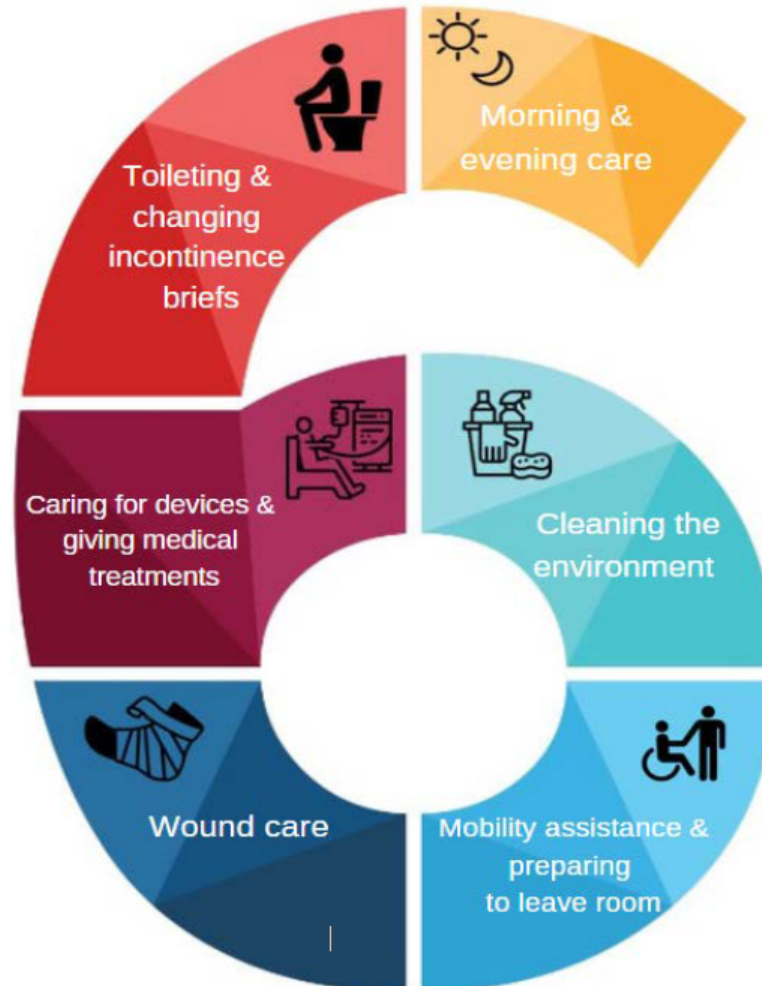 Morning &
evening care
Toileting &
changing
incontinence
briefs
Caring for devices &
giving medical
treatments
Cleaning the
environment
Wound care
Mobility assistance &
preparing
to leave room